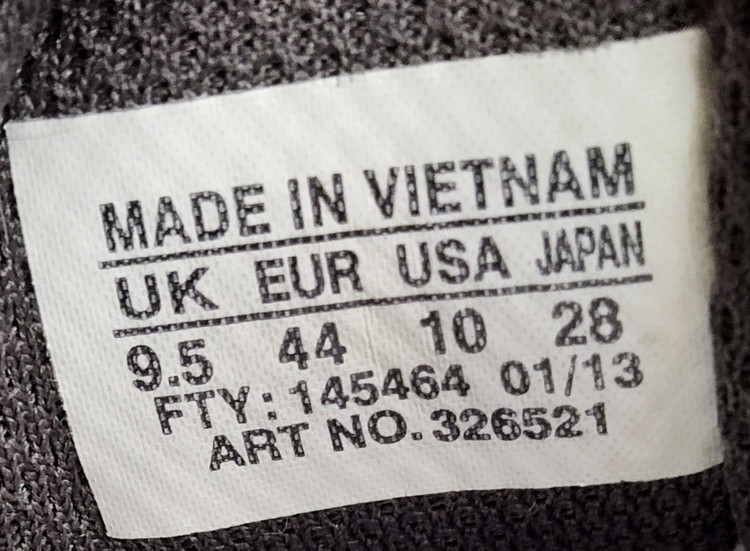 MADE IN VIETNAM
UK EUR USA JAPAN
9.5 44 10 28
FTY: 145464 01/13
ART NO. 326521